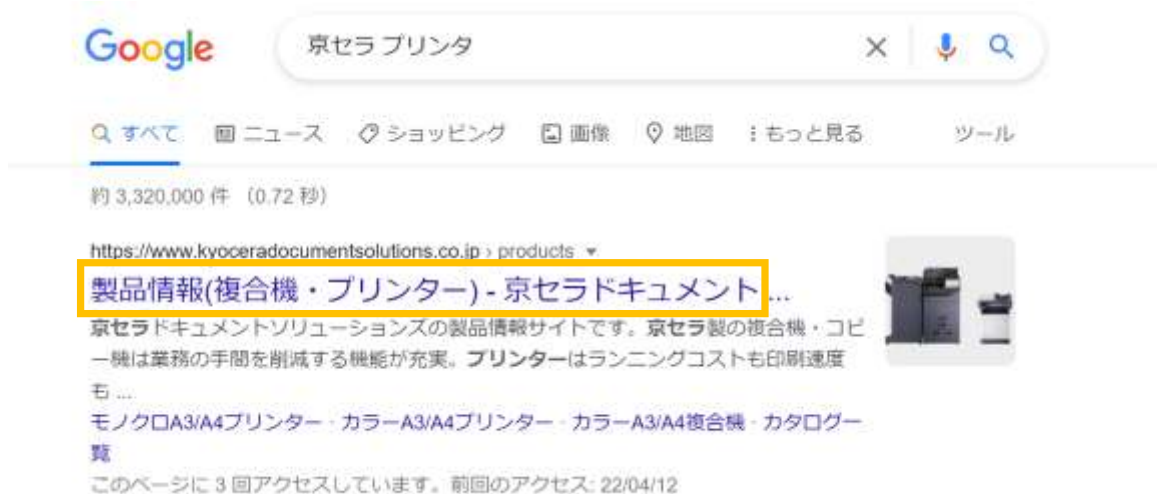 Google 京セラ プリンタ
すべて ニュース ショッピング 画像 地図 もっと見る ツール
約 3,320,000 件 （0.72 秒）
https://www.kyoceradocumentsolutions.co.jp › products
製品情報(複合機・プリンター) - 京セラドキュメント ...
京セラドキュメントソリューションズの製品情報サイトです。京セラ製の複合機・コピ
ー機は業務の手間を削減する機能が充実。プリンターはランニングコストも印刷速度
も ...
モノクロA3/A4プリンター · カラーA3/A4プリンター · カラーA3/A4複合機 · カタログ一
覧
このページに 3 回アクセスしています。前回のアクセス: 22/04/12